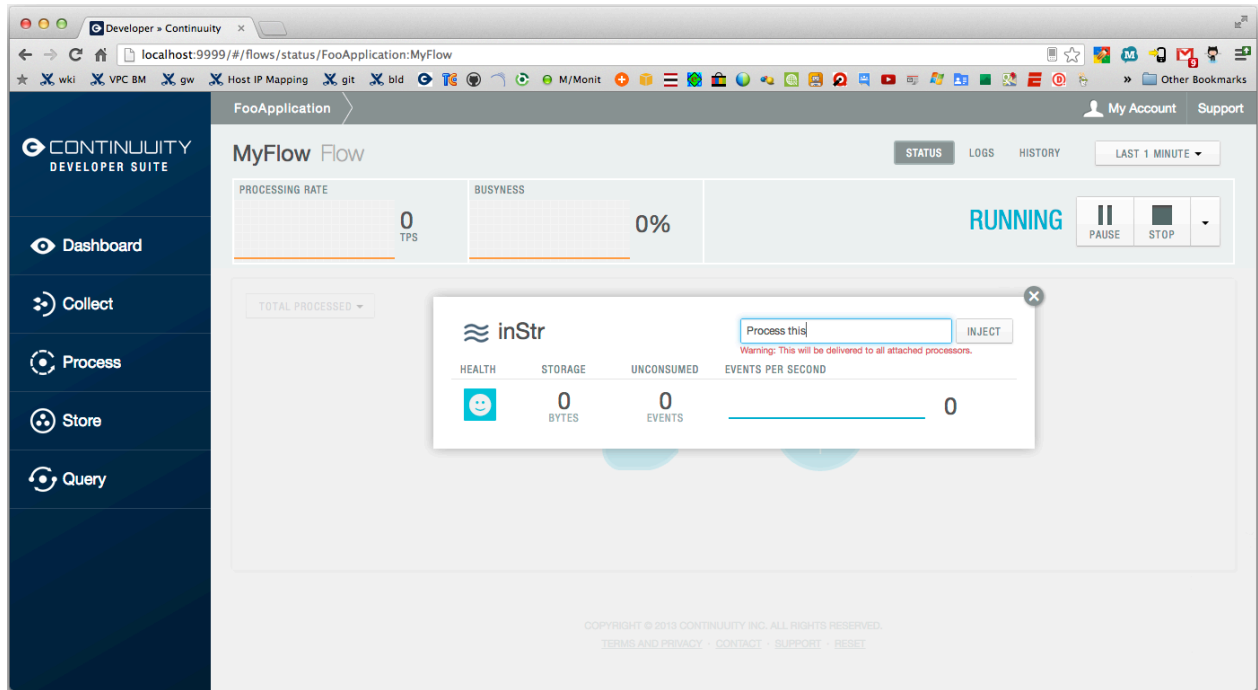 Developer » Continuuity
localhost:9999/#/flows/status/FooApplication:MyFlow
9
wki VPC BM gw Host IP Mapping git bld M/Monit » Other Bookmarks
FooApplication My Account Support
CONTINUUITY
DEVELOPER SUITE
MyFlow Flow STATUS LOGS HISTORY LAST 1 MINUTE
PROCESSING RATE BUSYNESS
0 0% RUNNING
TPS PAUSE STOP
Dashboard
Collect
Process
Store
Query
TOTAL PROCESSED
inStr Process this INJECT
Warning: This will be delivered to all attached processors.
HEALTH STORAGE UNCONSUMED EVENTS PER SECOND
0 0 0
BYTES EVENTS
COPYRIGHT © 2013 CONTINUUITY INC. ALL RIGHTS RESERVED.
TERMS AND PRIVACY - CONTACT - SUPPORT - RESET